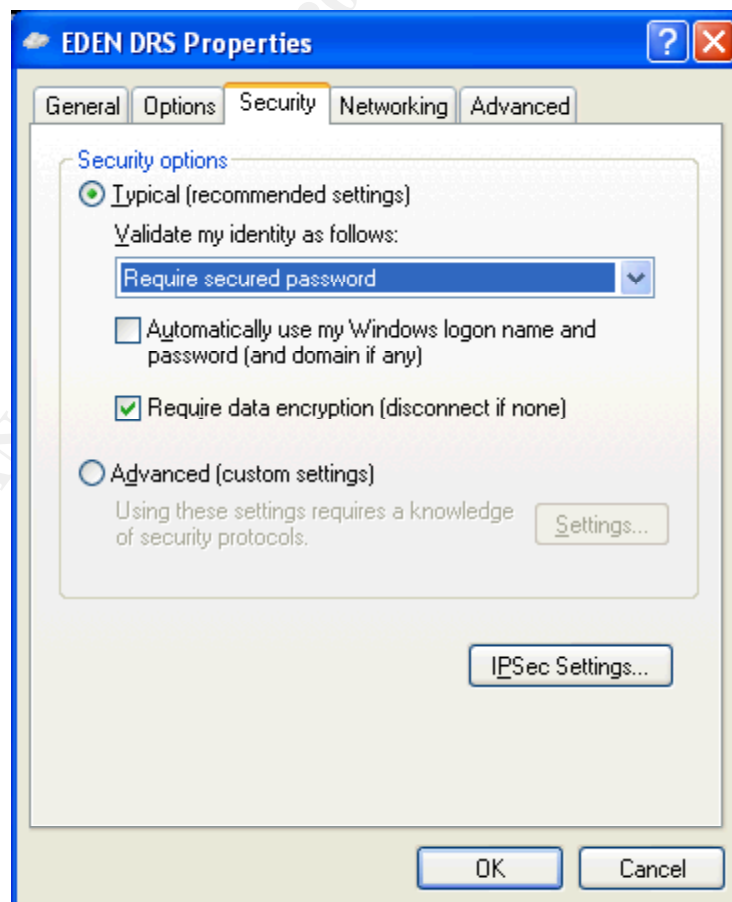 EDEN DRS Properties
General Options Security Networking Advanced
Security options
Typical (recommended settings)
Validate my identity as follows:
Require secured password
Automatically use my Windows logon name and
password (and domain if any)
Require data encryption (disconnect if none)
Advanced (custom settings)
Using these settings requires a knowledge
of security protocols.
Settings...
IPSec Settings...
OK Cancel